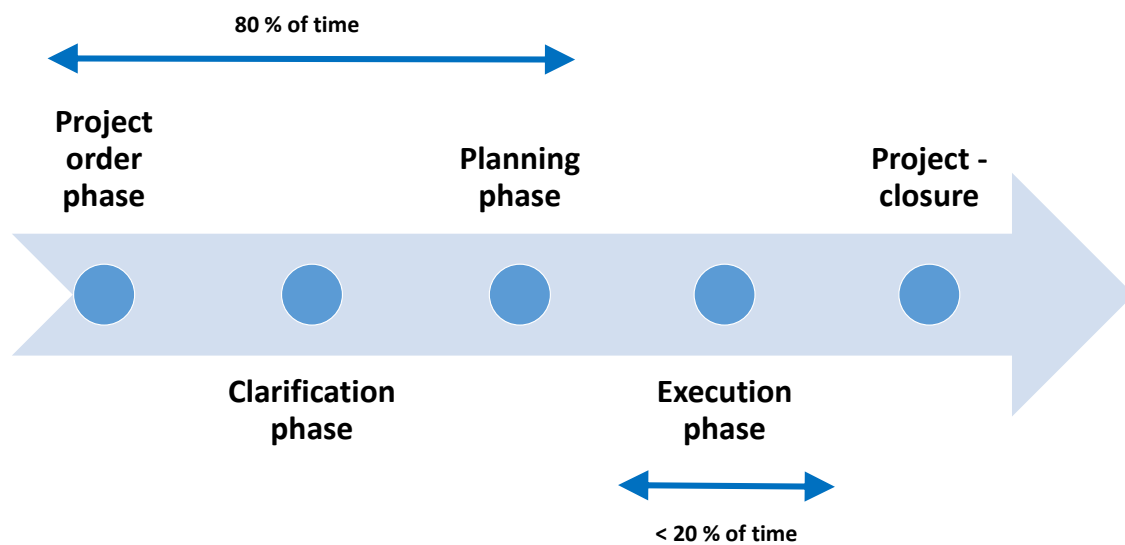 80 % of time
Project
order
phase
Planning
phase
Project -
closure
Clarification
phase
Execution
phase
< 20 % of time